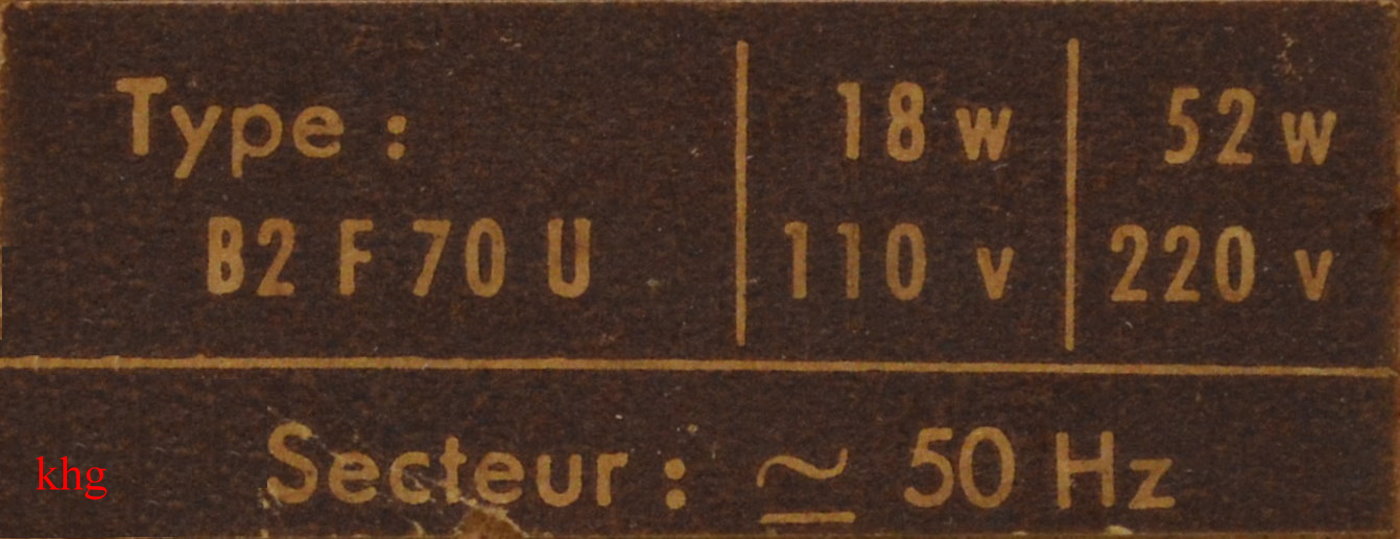 Type :
18 w
52 w
B2 F 70 U
110 v
220 v
Secteur : ≃ 50 Hz
khg